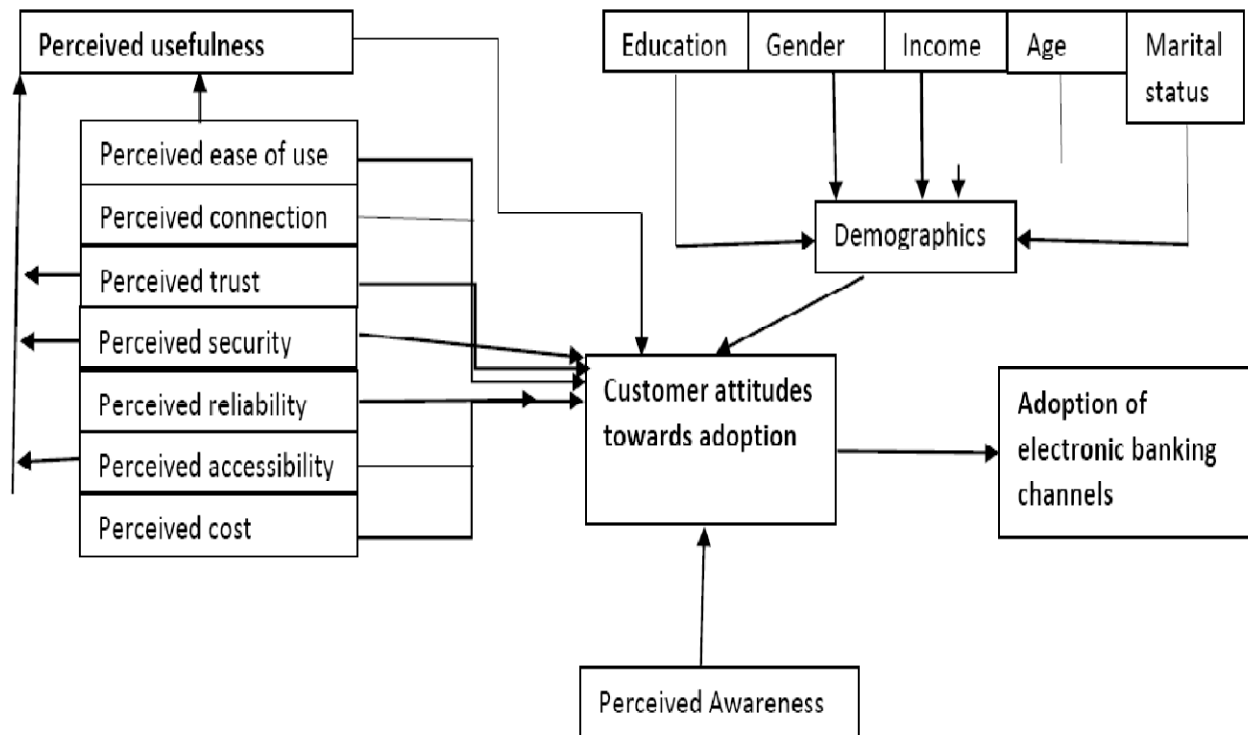 Perceived usefulness
Education
Gender
Income
Age
Marital
status
Perceived ease of use
Perceived connection
Perceived trust
Perceived security
Perceived reliability
Perceived accessibility
Perceived cost
Demographics
Customer attitudes
towards adoption
Adoption of
electronic banking
channels
Perceived Awareness